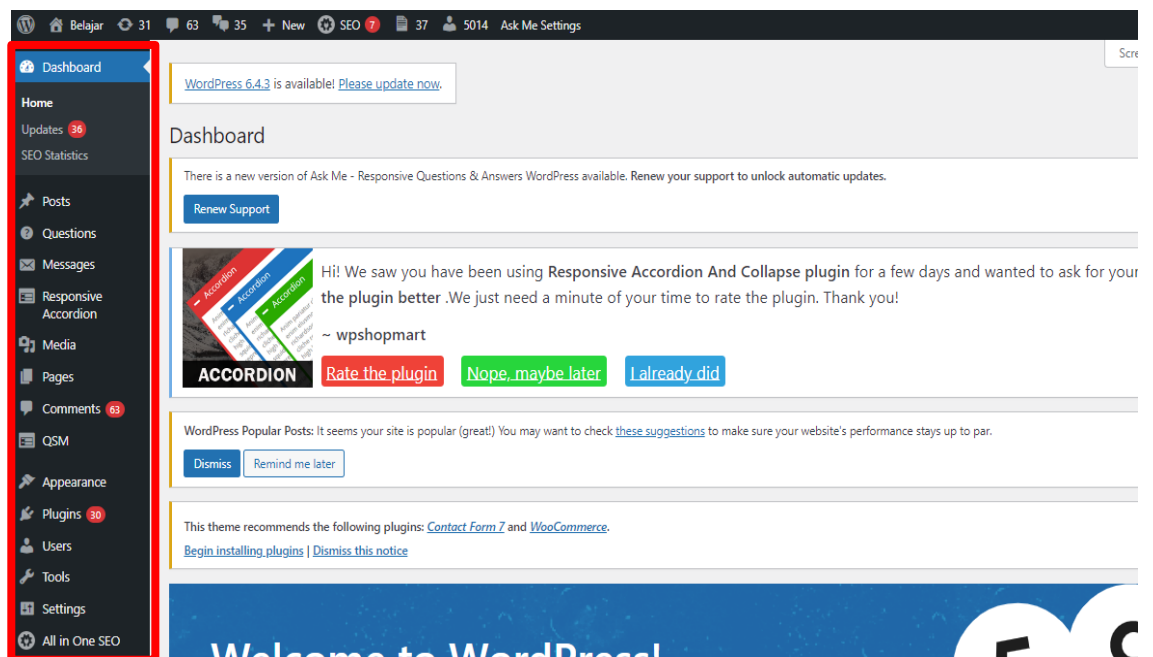 Belajar 31 63 35 + New SEO 7 37 5014 Ask Me Settings
Dashboard
Home
Updates 36
SEO Statistics
Posts
Questions
Messages
Responsive
Accordion
Media
Pages
Comments 63
QSM
Appearance
Plugins 30
Users
Tools
Settings
All in One SEO
Scre
WordPress 6.4.3 is available! Please update now.
Dashboard
There is a new version of Ask Me - Responsive Questions & Answers WordPress available. Renew your support to unlock automatic updates.
Renew Support
Accordion
Accordion
Accordion
ACCORDION
Hi! We saw you have been using Responsive Accordion And Collapse plugin for a few days and wanted to ask for your
the plugin better .We just need a minute of your time to rate the plugin. Thank you!
~ wpshopmart
Rate the plugin Nope, maybe later I already did
WordPress Popular Posts: It seems your site is popular (great!) You may want to check these suggestions to make sure your website's performance stays up to par.
Dismiss Remind me later
This theme recommends the following plugins: Contact Form 7 and WooCommerce.
Begin installing plugins | Dismiss this notice
Welcome to WordPress!